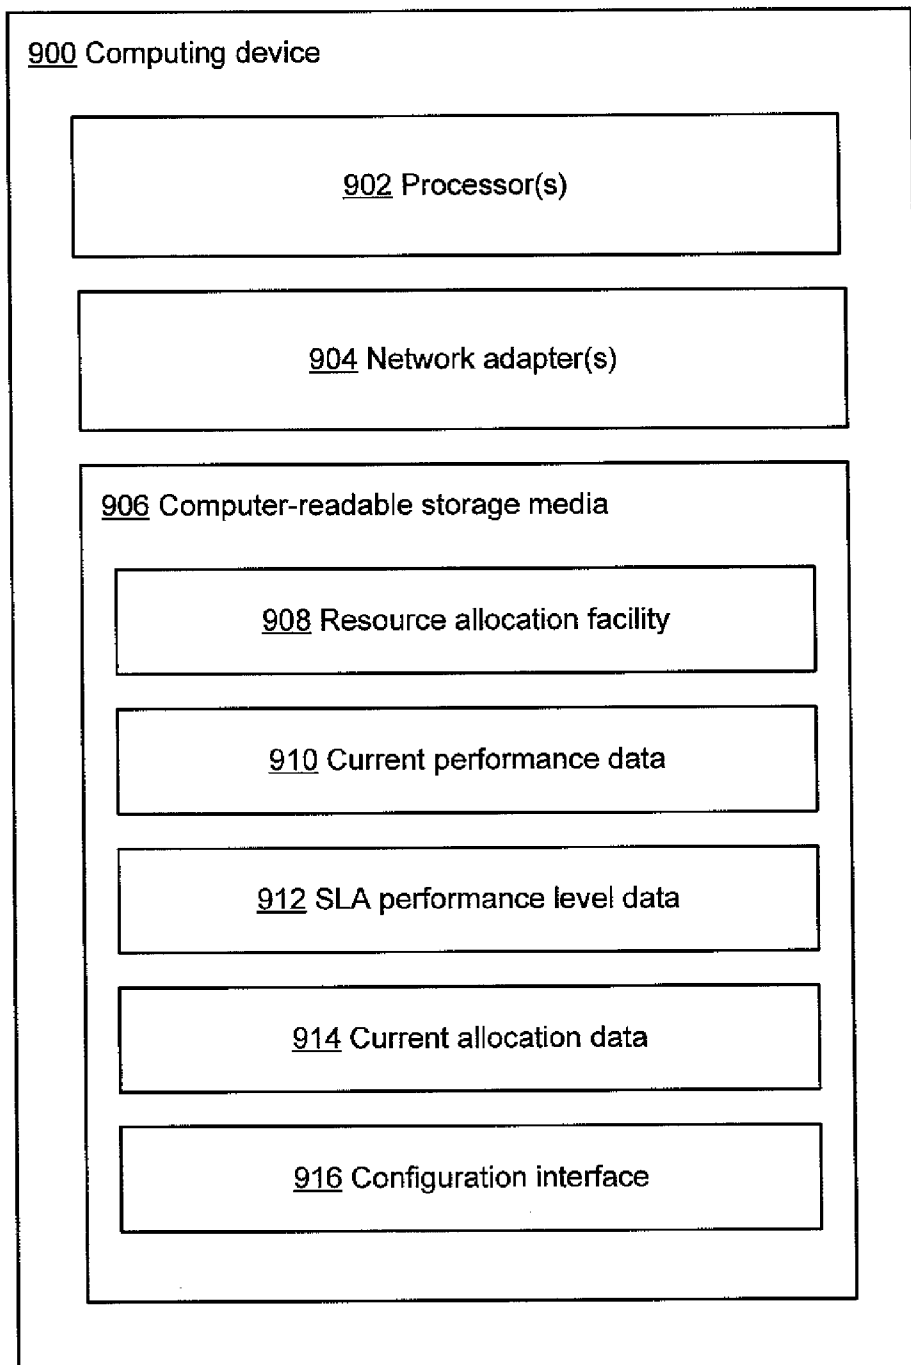 900 Computing device
902 Processor(s)
904 Network adapter(s)
906 Computer-readable storage media
908 Resource allocation facility
910 Current performance data
912 SLA performance level data
914 Current allocation data
916 Configuration interface